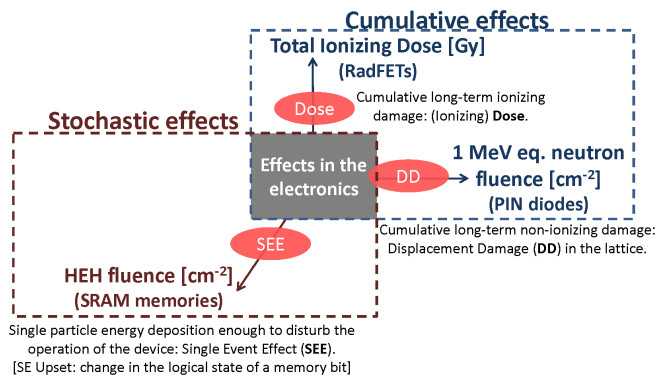 Cumulative effects
Total Ionizing Dose [Gy]
(RadFETs)
Dose
Cumulative long-term ionizing
damage: (Ionizing) Dose.
Stochastic effects
Effects in the
electronics
DD
1 MeV eq. neutron
fluence [cm-2]
(PIN diodes)
Cumulative long-term non-ionizing damage:
Displacement Damage (DD) in the lattice.
SEE
HEH fluence [cm-2]
(SRAM memories)
Single particle energy deposition enough to disturb the
operation of the device: Single Event Effect (SEE).
[SE Upset: change in the logical state of a memory bit]